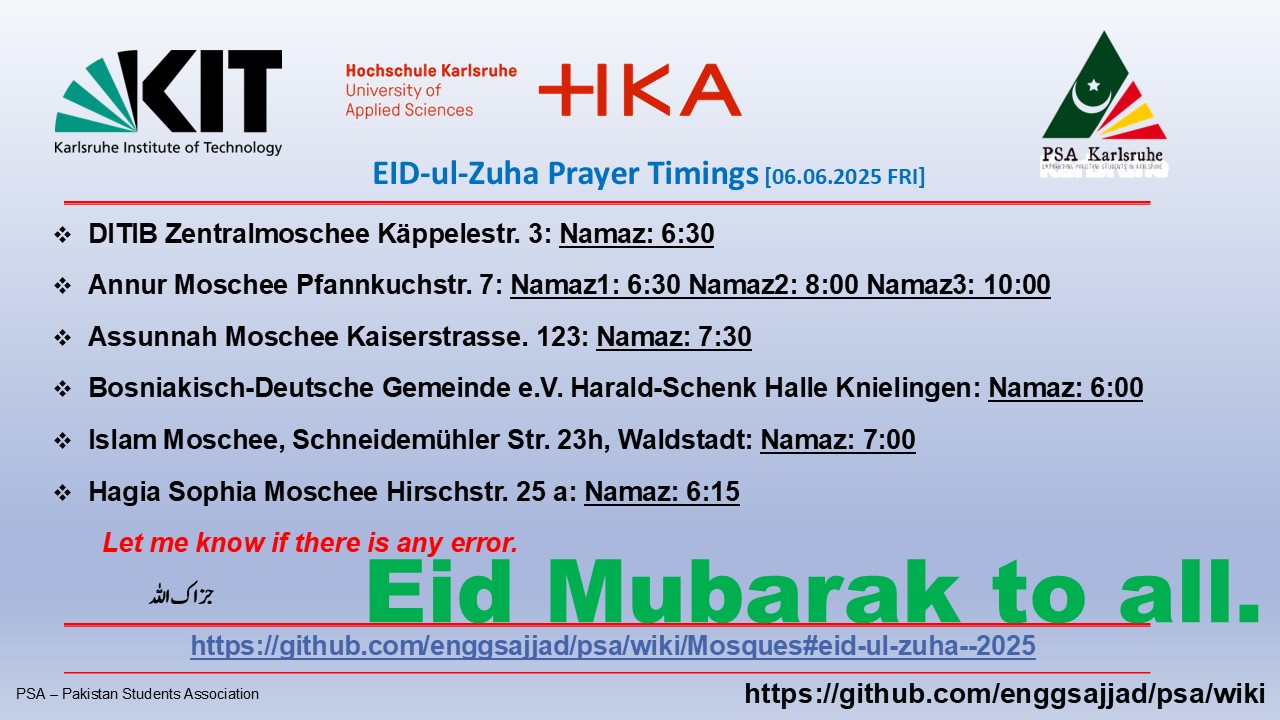 KIT
Karlsruhe Institute of Technology
Hochschule Karlsruhe
University of
Applied Sciences
HKA
PSA Karlsruhe
EMPOWERING PAKISTANI STUDENTS IN KARLSRUHE
EID-ul-Zuha Prayer Timings [06.06.2025 FRI]
❖ DITIB Zentralmoschee Käppelestr. 3: Namaz: 6:30
❖ Annur Moschee Pfannkuchstr. 7: Namaz1: 6:30 Namaz2: 8:00 Namaz3: 10:00
❖ Assunnah Moschee Kaiserstrasse. 123: Namaz: 7:30
❖ Bosniakisch-Deutsche Gemeinde e.V. Harald-Schenk Halle Knielingen: Namaz: 6:00
❖ Islam Moschee, Schneidemühler Str. 23h, Waldstadt: Namaz: 7:00
❖ Hagia Sophia Moschee Hirschstr. 25 a: Namaz: 6:15
Let me know if there is any error.
جزاک اللہ
Eid Mubarak to all.
https://github.com/enggsajjad/psa/wiki/Mosques#eid-ul-zuha--2025
PSA – Pakistan Students Association
https://github.com/enggsajjad/psa/wiki